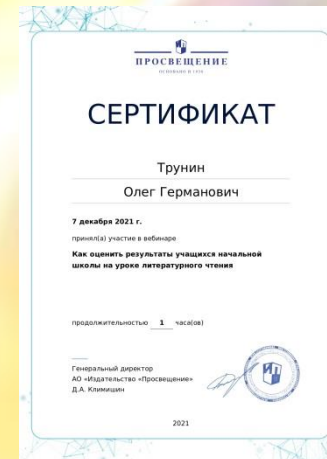 ПРОСВЕЩЕНИЕ
ОСНОВАНО В 1930
СЕРТИФИКАТ
Трунин
Олег Германович
7 декабря 2021 г.
принял(а) участие в вебинаре
Как оценить результаты учащихся начальной
школы на уроке литературного чтения
продолжительностью 1 часа(ов)
Генеральный директор
АО «Издательство «Просвещение»
Д.А. Климишин
2021